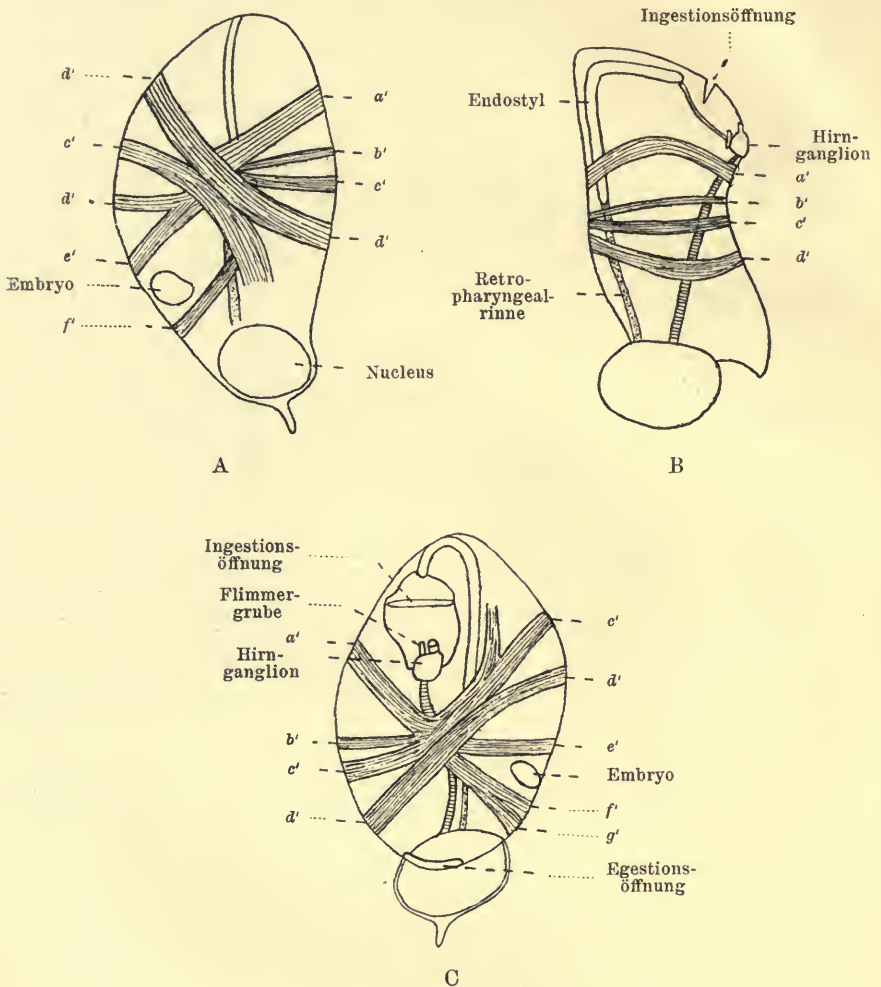 d'
c'
d'
e'
Embryo
f'
a'
b'
c'
d'
Nucleus
A
Ingestionsöffnung
Endostyl
Hirn-
ganglion
a'
b'
c'
d'
Retro-
pharyngeal-
rinne
B
Ingestions-
öffnung
Flimmer-
grube
a'
Hirn-
ganglion
b'
c'
d'
c'
d'
e'
Embryo
f'
g'
Egestions-
öffnung
C